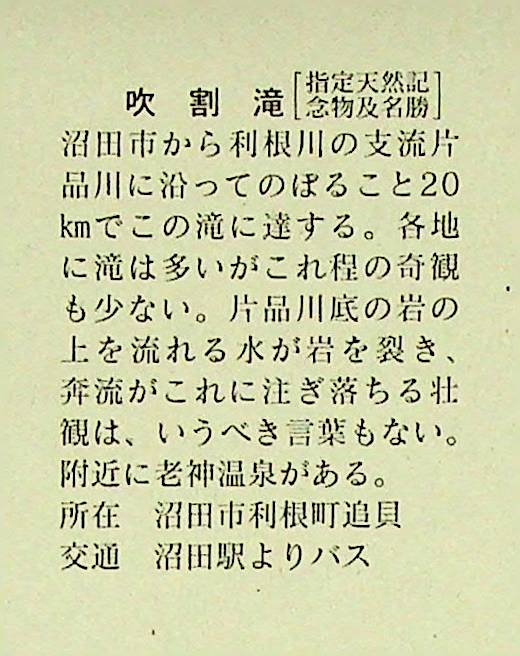 吹割滝[指定天然記念物及名勝]
沼田市から利根川の支流片
品川に沿ってのぼること20
㎞でこの滝に達する。各地
に滝は多いがこれ程の奇観
も少ない。片品川底の岩の
上を流れる水が岩を裂き、
奔流がこれに注ぎ落ちる壮
観は、いうべき言葉もない。
附近に老神温泉がある。
所在　沼田市利根町追貝
交通　沼田駅よりバス